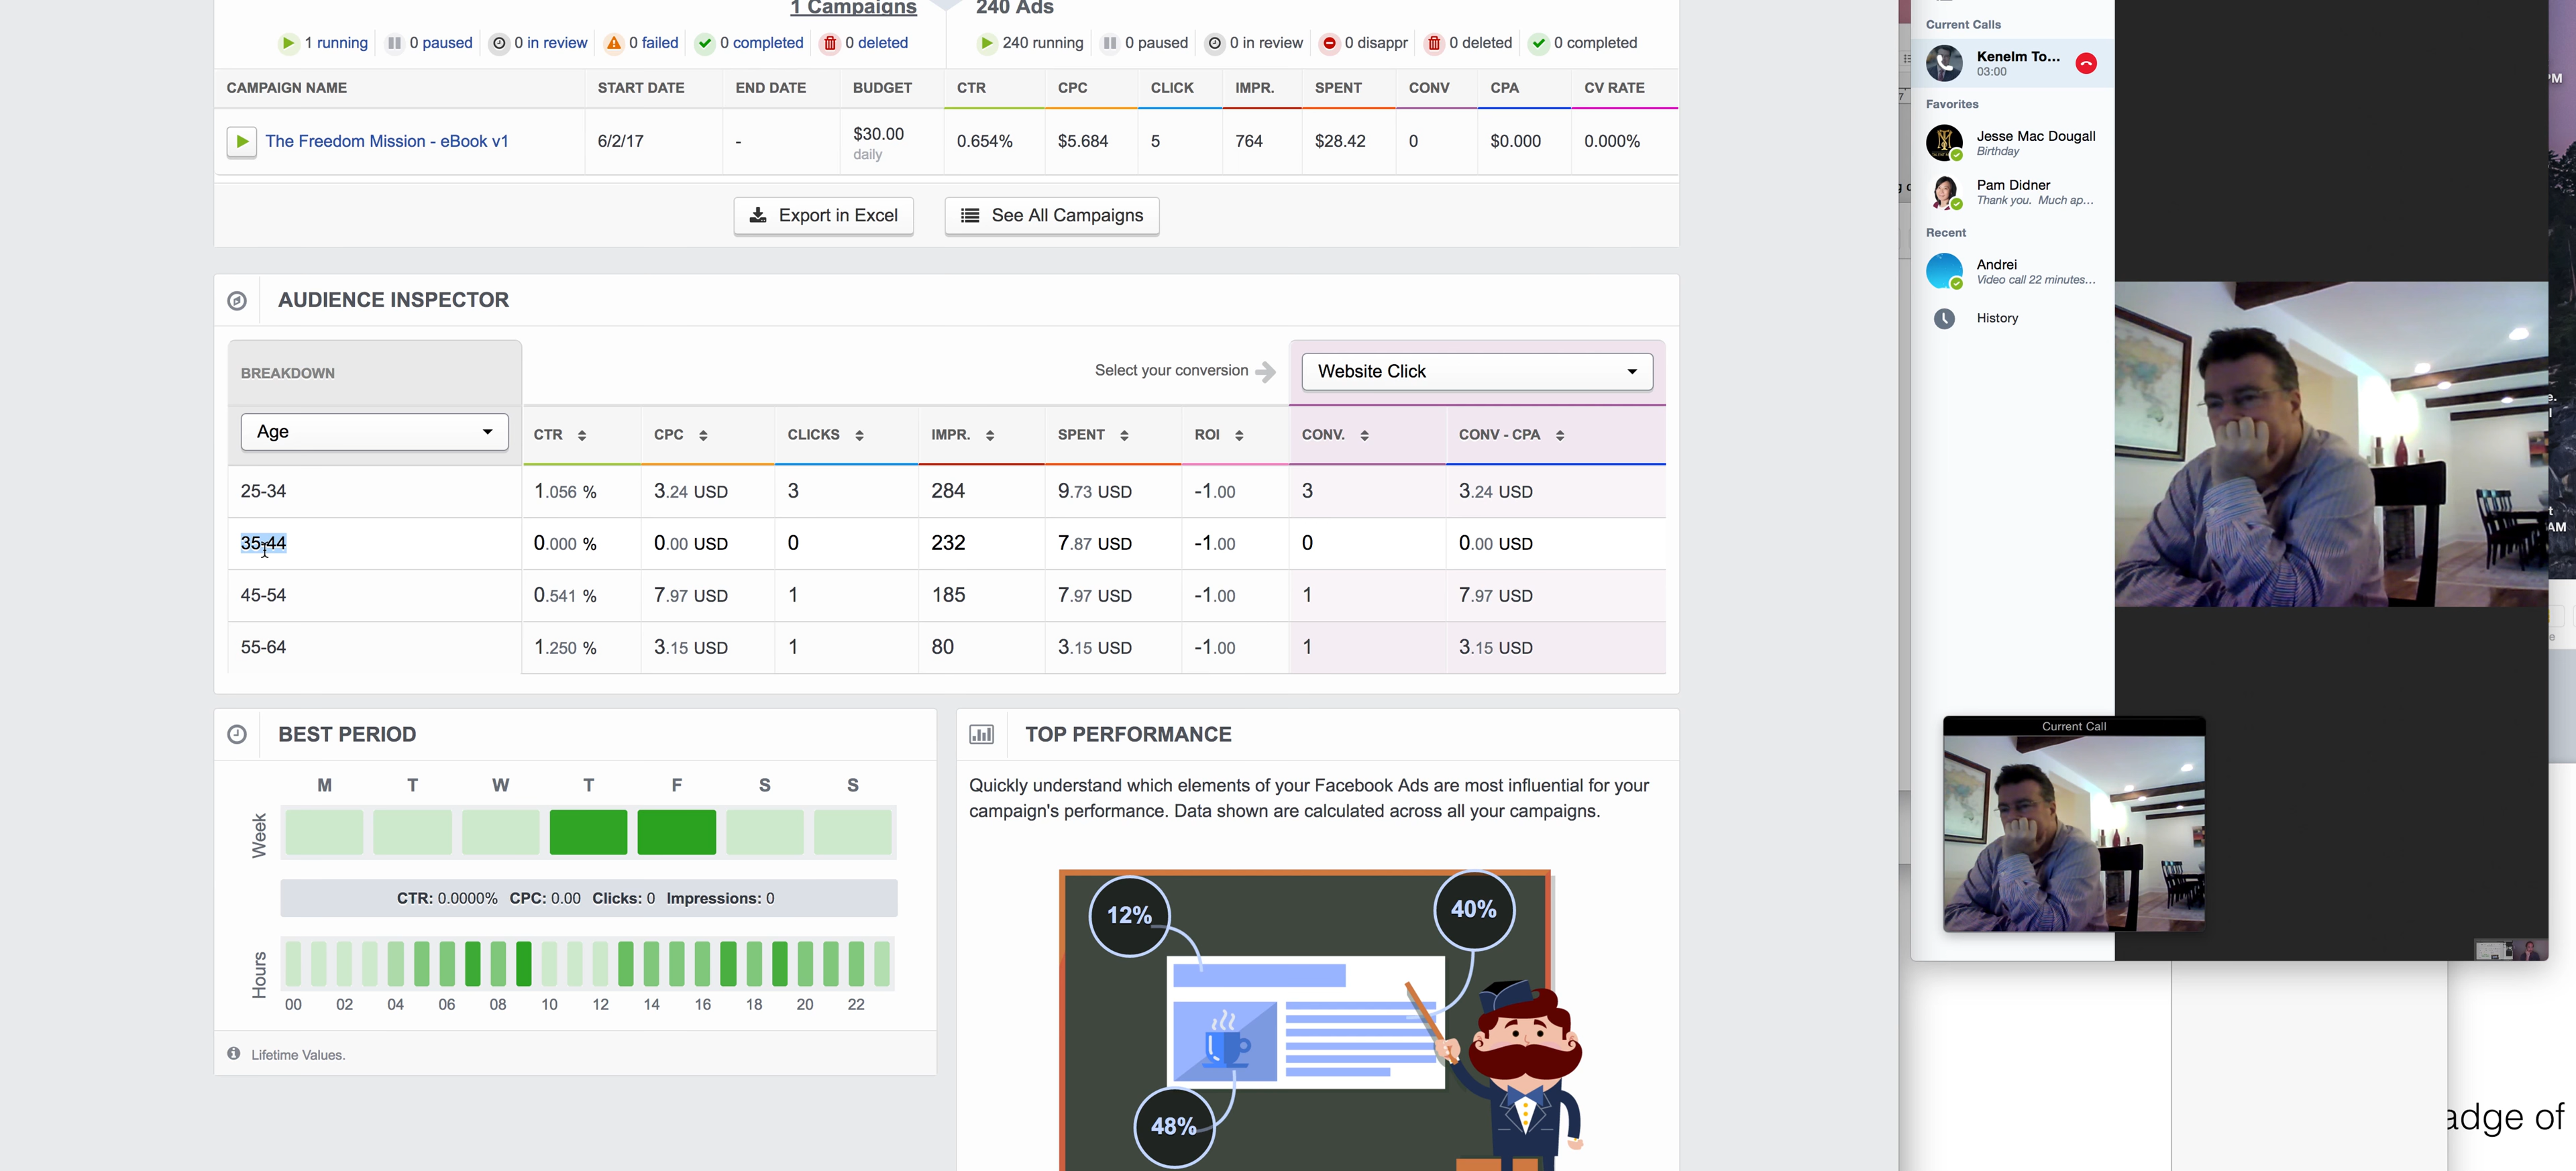 1 Campaigns
240 Ads
1 running 0 paused 0 in review 0 failed 0 completed 0 deleted
240 running 0 paused 0 in review 0 disappr 0 deleted 0 completed
CAMPAIGN NAME START DATE END DATE BUDGET CTR CPC CLICK IMPR. SPENT CONV CPA CV RATE
The Freedom Mission - eBook v1 6/2/17 - $30.00 0.654% $5.684 5 764 $28.42 0 $0.000 0.000%
daily
Export in Excel See All Campaigns
AUDIENCE INSPECTOR
BREAKDOWN Select your conversion Website Click
Age CTR CPC CLICKS IMPR. SPENT ROI CONV. CONV - CPA
25-34 1.056 % 3.24 USD 3 284 9.73 USD -1.00 3 3.24 USD
35-44 0.000 % 0.00 USD 0 232 7.87 USD -1.00 0 0.00 USD
45-54 0.541 % 7.97 USD 1 185 7.97 USD -1.00 1 7.97 USD
55-64 1.250 % 3.15 USD 1 80 3.15 USD -1.00 1 3.15 USD
BEST PERIOD
M T W T F S S
Week
CTR: 0.0000% CPC: 0.00 Clicks: 0 Impressions: 0
Hours
00 02 04 06 08 10 12 14 16 18 20 22
Lifetime Values.
TOP PERFORMANCE
Quickly understand which elements of your Facebook Ads are most influential for your
campaign's performance. Data shown are calculated across all your campaigns.
12%
40%
48%
Current Calls
Kenelm To...
03:00
Favorites
Jesse Mac Dougall
Birthday
Pam Didner
Thank you. Much ap...
Recent
Andrei
Video call 22 minutes...
History
Current Call
PM
AM
adge of